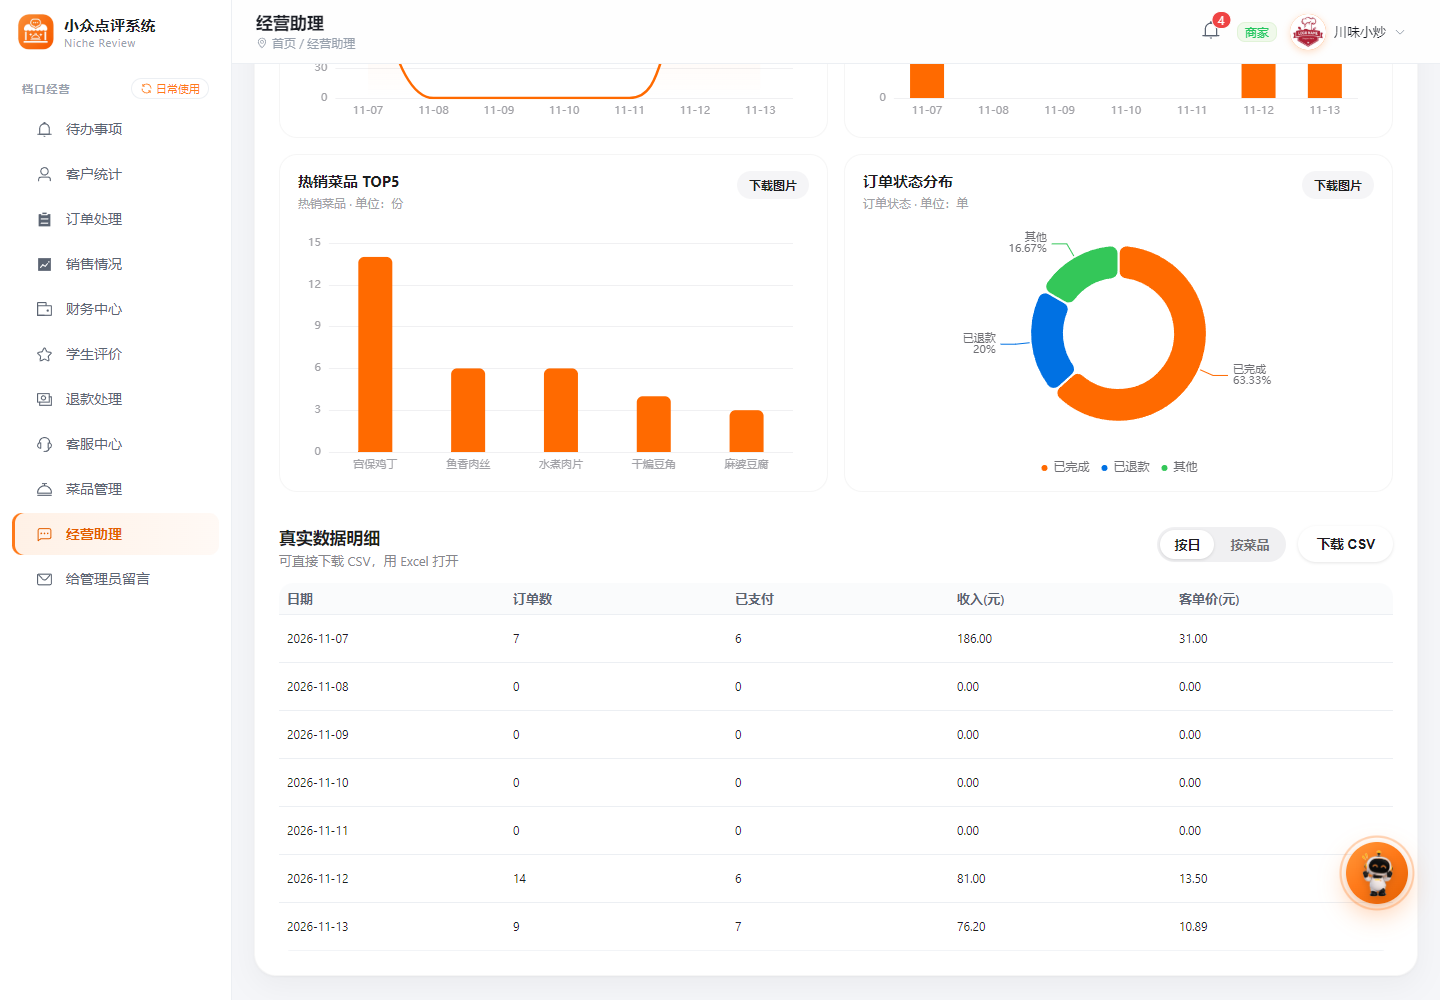 小众点评系统
Niche Review
档口经营
日常使用
待办事项
客户统计
订单处理
销售情况
财务中心
学生评价
退款处理
客服中心
菜品管理
经营助理
给管理员留言
经营助理
首页 / 经营助理
4
商家
川味小炒
30
0
11-07 11-08 11-09 11-10 11-11 11-12 11-13
0
11-07 11-08 11-09 11-10 11-11 11-12 11-13
热销菜品 TOP5
热销菜品 · 单位：份
下载图片
15
12
9
6
3
0
宫保鸡丁 鱼香肉丝 水煮肉片 干煸豆角 麻婆豆腐
订单状态分布
订单状态 · 单位：单
下载图片
其他
16.67%
已退款
20%
已完成
63.33%
已完成 已退款 其他
真实数据明细
可直接下载 CSV，用 Excel 打开
按日 按菜品 下载 CSV
日期 订单数 已支付 收入(元) 客单价(元)
2026-11-07 7 6 186.00 31.00
2026-11-08 0 0 0.00 0.00
2026-11-09 0 0 0.00 0.00
2026-11-10 0 0 0.00 0.00
2026-11-11 0 0 0.00 0.00
2026-11-12 14 6 81.00 13.50
2026-11-13 9 7 76.20 10.89